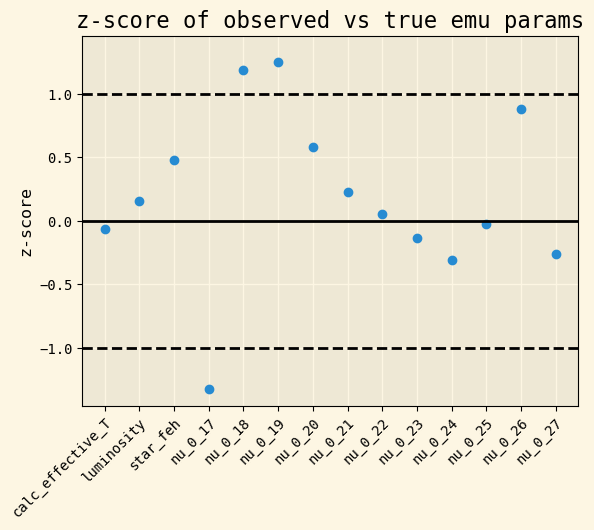 z-score of observed vs true emu params
z-score
1.0
0.5
0.0
−0.5
−1.0
calc_effective_T
luminosity
star_feh
nu_0_17
nu_0_18
nu_0_19
nu_0_20
nu_0_21
nu_0_22
nu_0_23
nu_0_24
nu_0_25
nu_0_26
nu_0_27